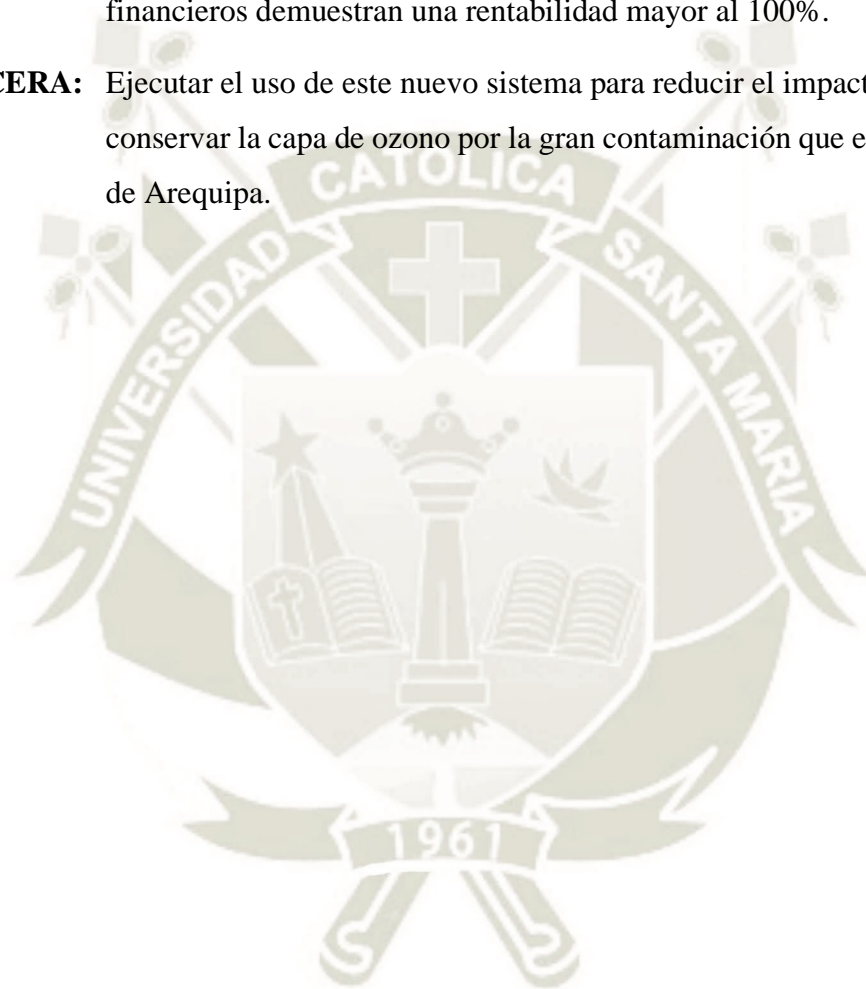 financieros demuestran una rentabilidad mayor al 100%.
CERA: Ejecutar el uso de este nuevo sistema para reducir el impact
conservar la capa de ozono por la gran contaminación que e
de Arequipa.
CATOLICA
UNIVERSIDAD
SANTA MARIA
1961